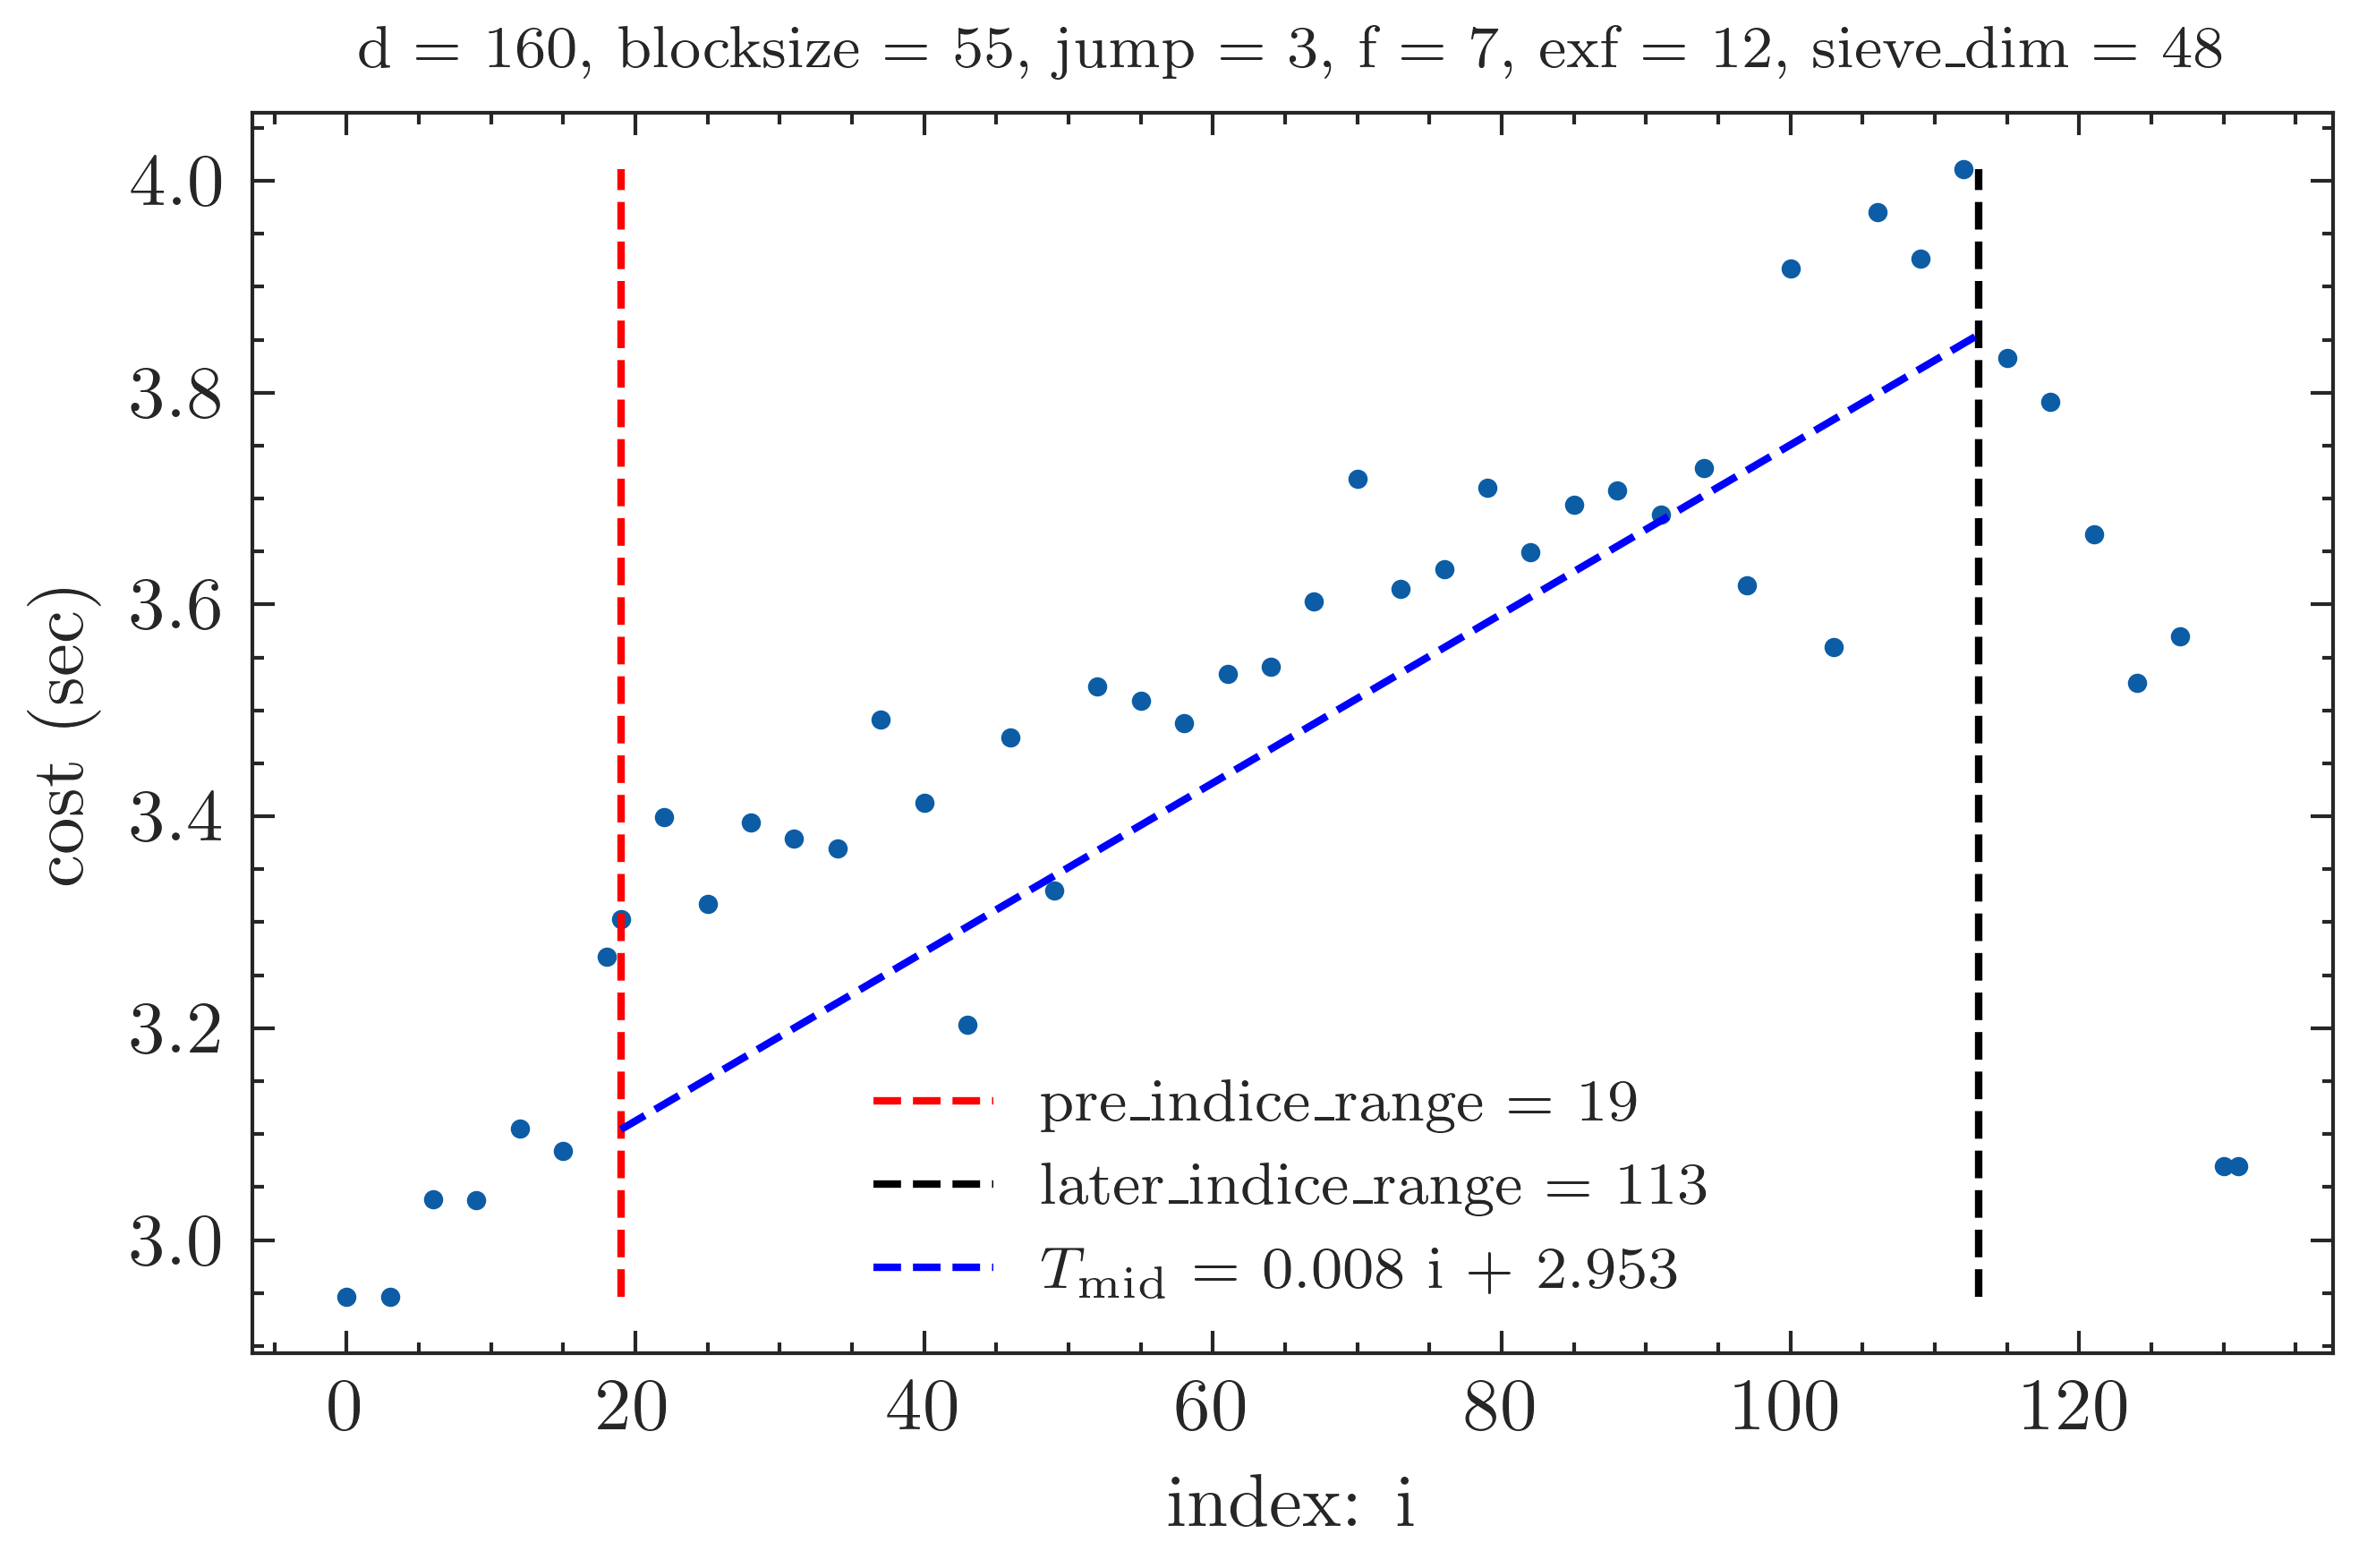 d = 160, blocksize = 55, jump = 3, f = 7, exf = 12, sieve_dim = 48
cost (sec)
4.0
3.8
3.6
3.4
3.2
3.0
pre_indice_range = 19
later_indice_range = 113
T_mid = 0.008 i + 2.953
0 20 40 60 80 100 120
index: i